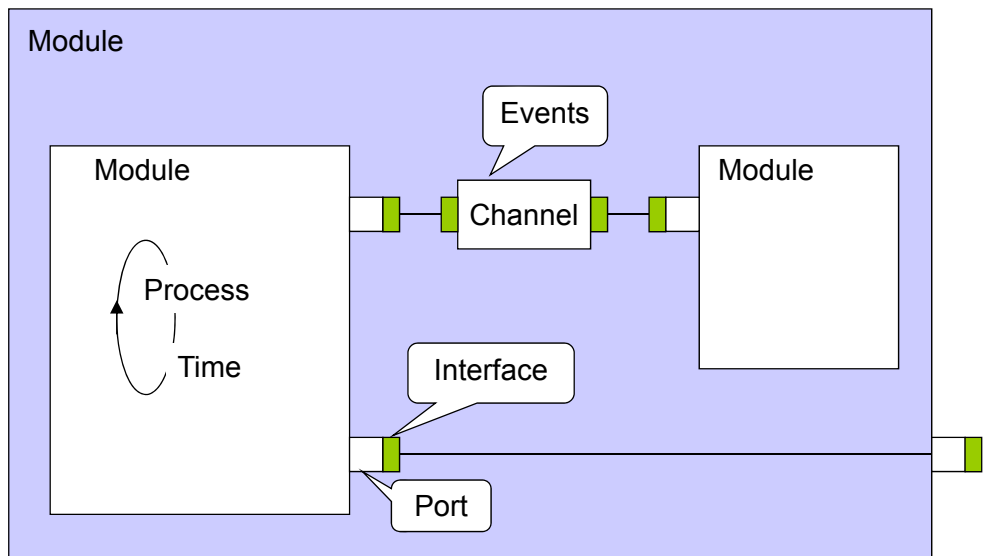 Module
Events
Module
Module
Channel
Process
Time
Interface
Port